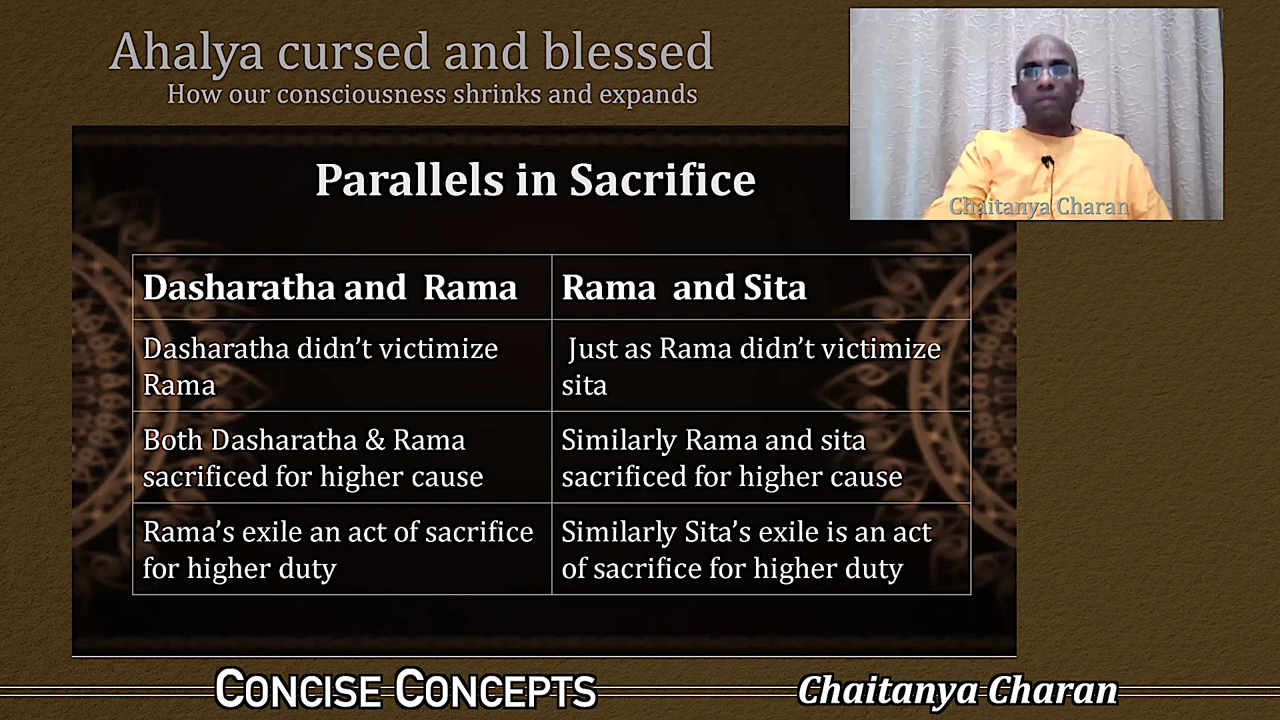 Ahalya cursed and blessed
How our consciousness shrinks and expands
Chaitanya Charan
Parallels in Sacrifice
Dasharatha and Rama
Rama and Sita
Dasharatha didn’t victimize
Rama
Just as Rama didn’t victimize
sita
Both Dasharatha & Rama
sacrificed for higher cause
Similarly Rama and sita
sacrificed for higher cause
Rama’s exile an act of sacrifice
for higher duty
Similarly Sita’s exile is an act
of sacrifice for higher duty
CONCISE CONCEPTS
Chaitanya Charan